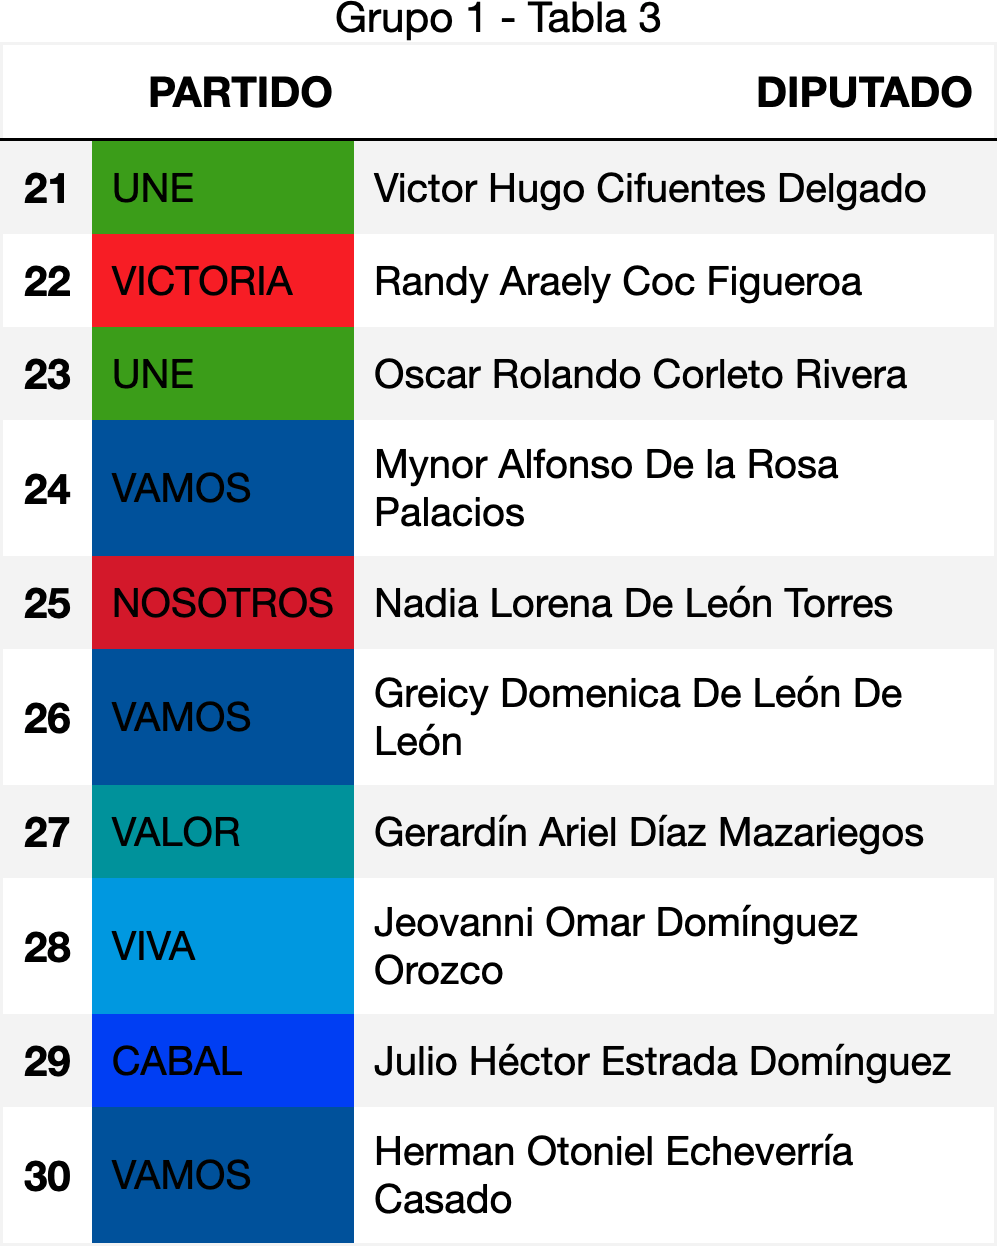 Grupo 1 - Tabla 3
PARTIDO DIPUTADO
21 UNE Victor Hugo Cifuentes Delgado
22 VICTORIA Randy Araely Coc Figueroa
23 UNE Oscar Rolando Corleto Rivera
24 VAMOS Mynor Alfonso De la Rosa
Palacios
25 NOSOTROS Nadia Lorena De León Torres
26 VAMOS Greicy Domenica De León De
León
27 VALOR Gerardín Ariel Díaz Mazariegos
28 VIVA Jeovanni Omar Domínguez
Orozco
29 CABAL Julio Héctor Estrada Domínguez
30 VAMOS Herman Otoniel Echeverría
Casado